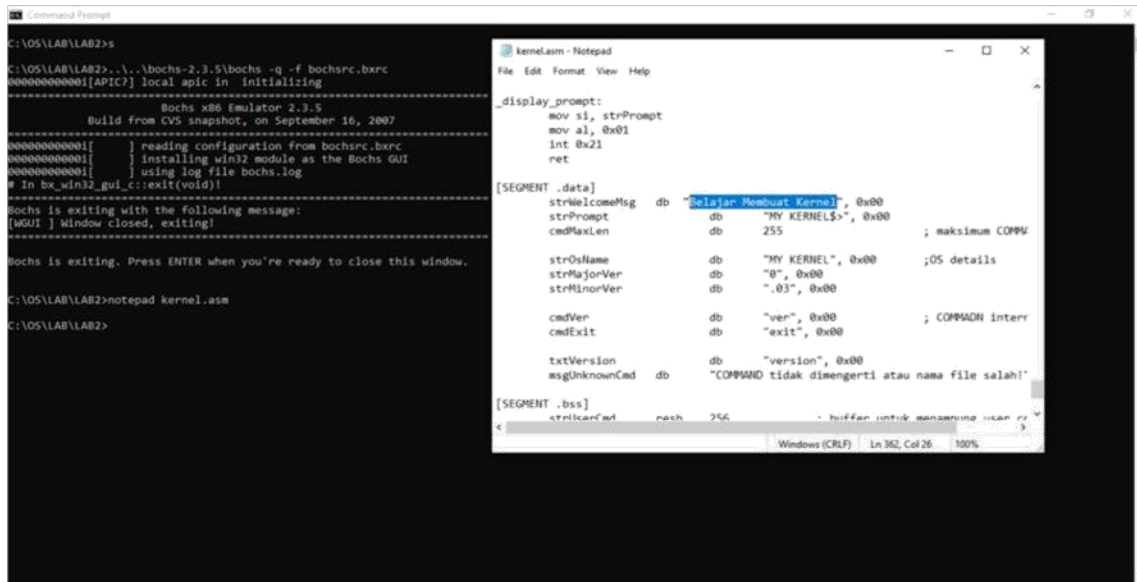 Command Prompt
C:\OS\LAB\LAB2>s
C:\OS\LAB\LAB2>..\..\bochs-2.3.5\bochs -q -f bochsrc.bxrc
00000000000i[APIC?] local apic in initializing
========================================================================
Bochs x86 Emulator 2.3.5
Build from CVS snapshot, on September 16, 2007
========================================================================
00000000000i[ ] reading configuration from bochsrc.bxrc
00000000000i[ ] installing win32 module as the Bochs GUI
00000000000i[ ] using log file bochs.log
# In bx_win32_gui_c::exit(void)!
========================================================================
Bochs is exiting with the following message:
[WGUI ] Window closed, exiting!
========================================================================
Bochs is exiting. Press ENTER when you're ready to close this window.
C:\OS\LAB\LAB2>notepad kernel.asm
C:\OS\LAB\LAB2>
kernel.asm - Notepad
File Edit Format View Help
_display_prompt:
mov si, strPrompt
mov al, 0x01
int 0x21
ret
[SEGMENT .data]
strWelcomeMsg db "Belajar Membuat Kernel", 0x00
strPrompt db "MY KERNEL$>", 0x00
cmdMaxLen db 255 ; maksimum COMM
strOsName db "MY KERNEL", 0x00 ;OS details
strMajorVer db "0", 0x00
strMinorVer db ".03", 0x00
cmdVer db "ver", 0x00 ; COMMADN interr
cmdExit db "exit", 0x00
txtVersion db "version", 0x00
msgUnknownCmd db "COMMAND tidak dimengerti atau nama file salah!"
[SEGMENT .bss]
strUserCmd resb 256 ; buffer untuk menampung user
Windows (CRLF) Ln 362, Col 26 100%